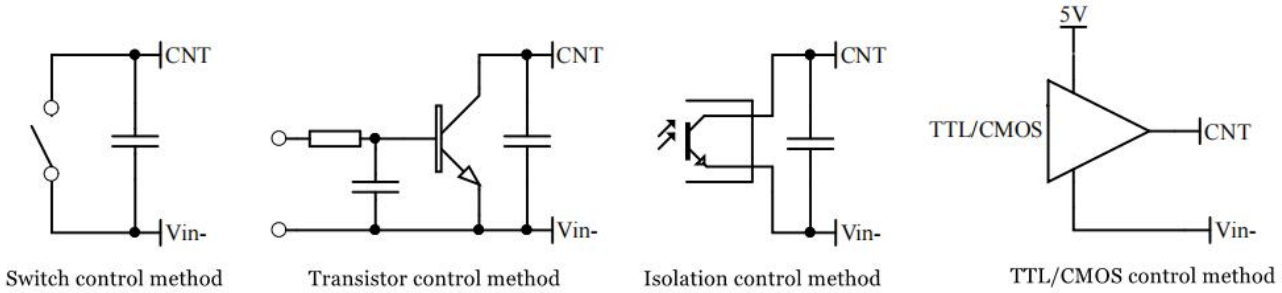 CNT
Vin-
Switch control method
CNT
Vin-
Transistor control method
CNT
Vin-
Isolation control method
5V
TTL/CMOS
CNT
Vin-
TTL/CMOS control method